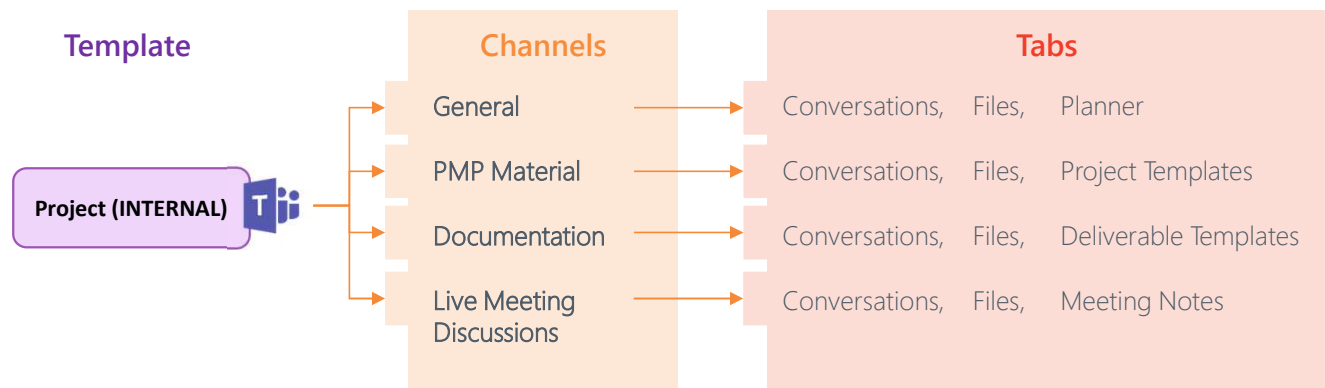 Template
Channels
Tabs
General
Conversations, Files, Planner
PMP Material
Conversations, Files, Project Templates
Project (INTERNAL)
T
Documentation
Conversations, Files, Deliverable Templates
Live Meeting
Discussions
Conversations, Files, Meeting Notes